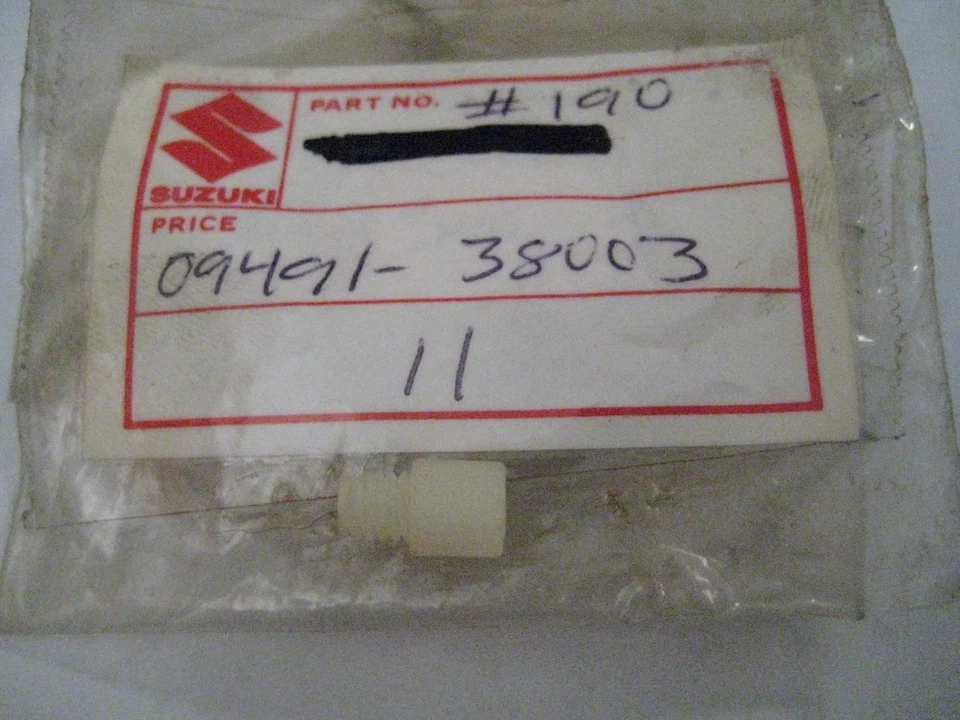 PART NO. #190
SUZUKI
PRICE
09491-38003
11